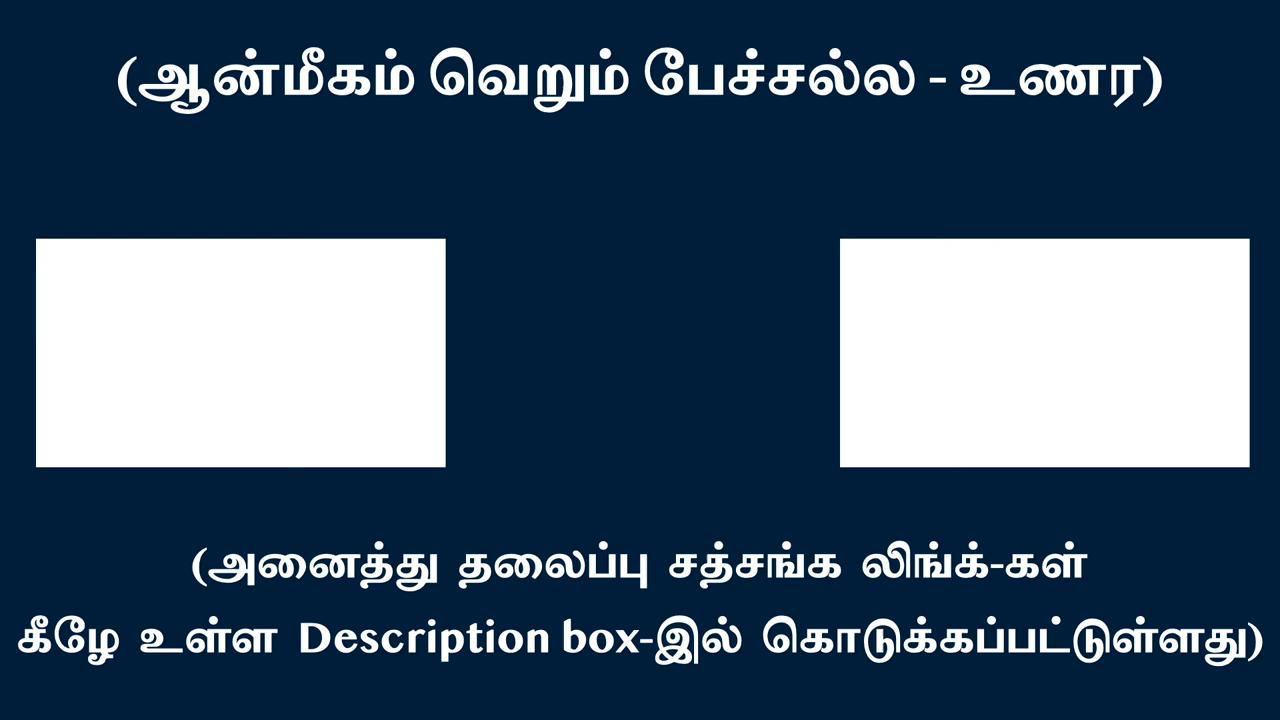 (ஆன்மீகம் வெறும் பேச்சல்ல - உணர)
(அனைத்து தலைப்பு சத்சங்க லிங்க்-கள்
கீழே உள்ள Description box-இல் கொடுக்கப்பட்டுள்ளது)